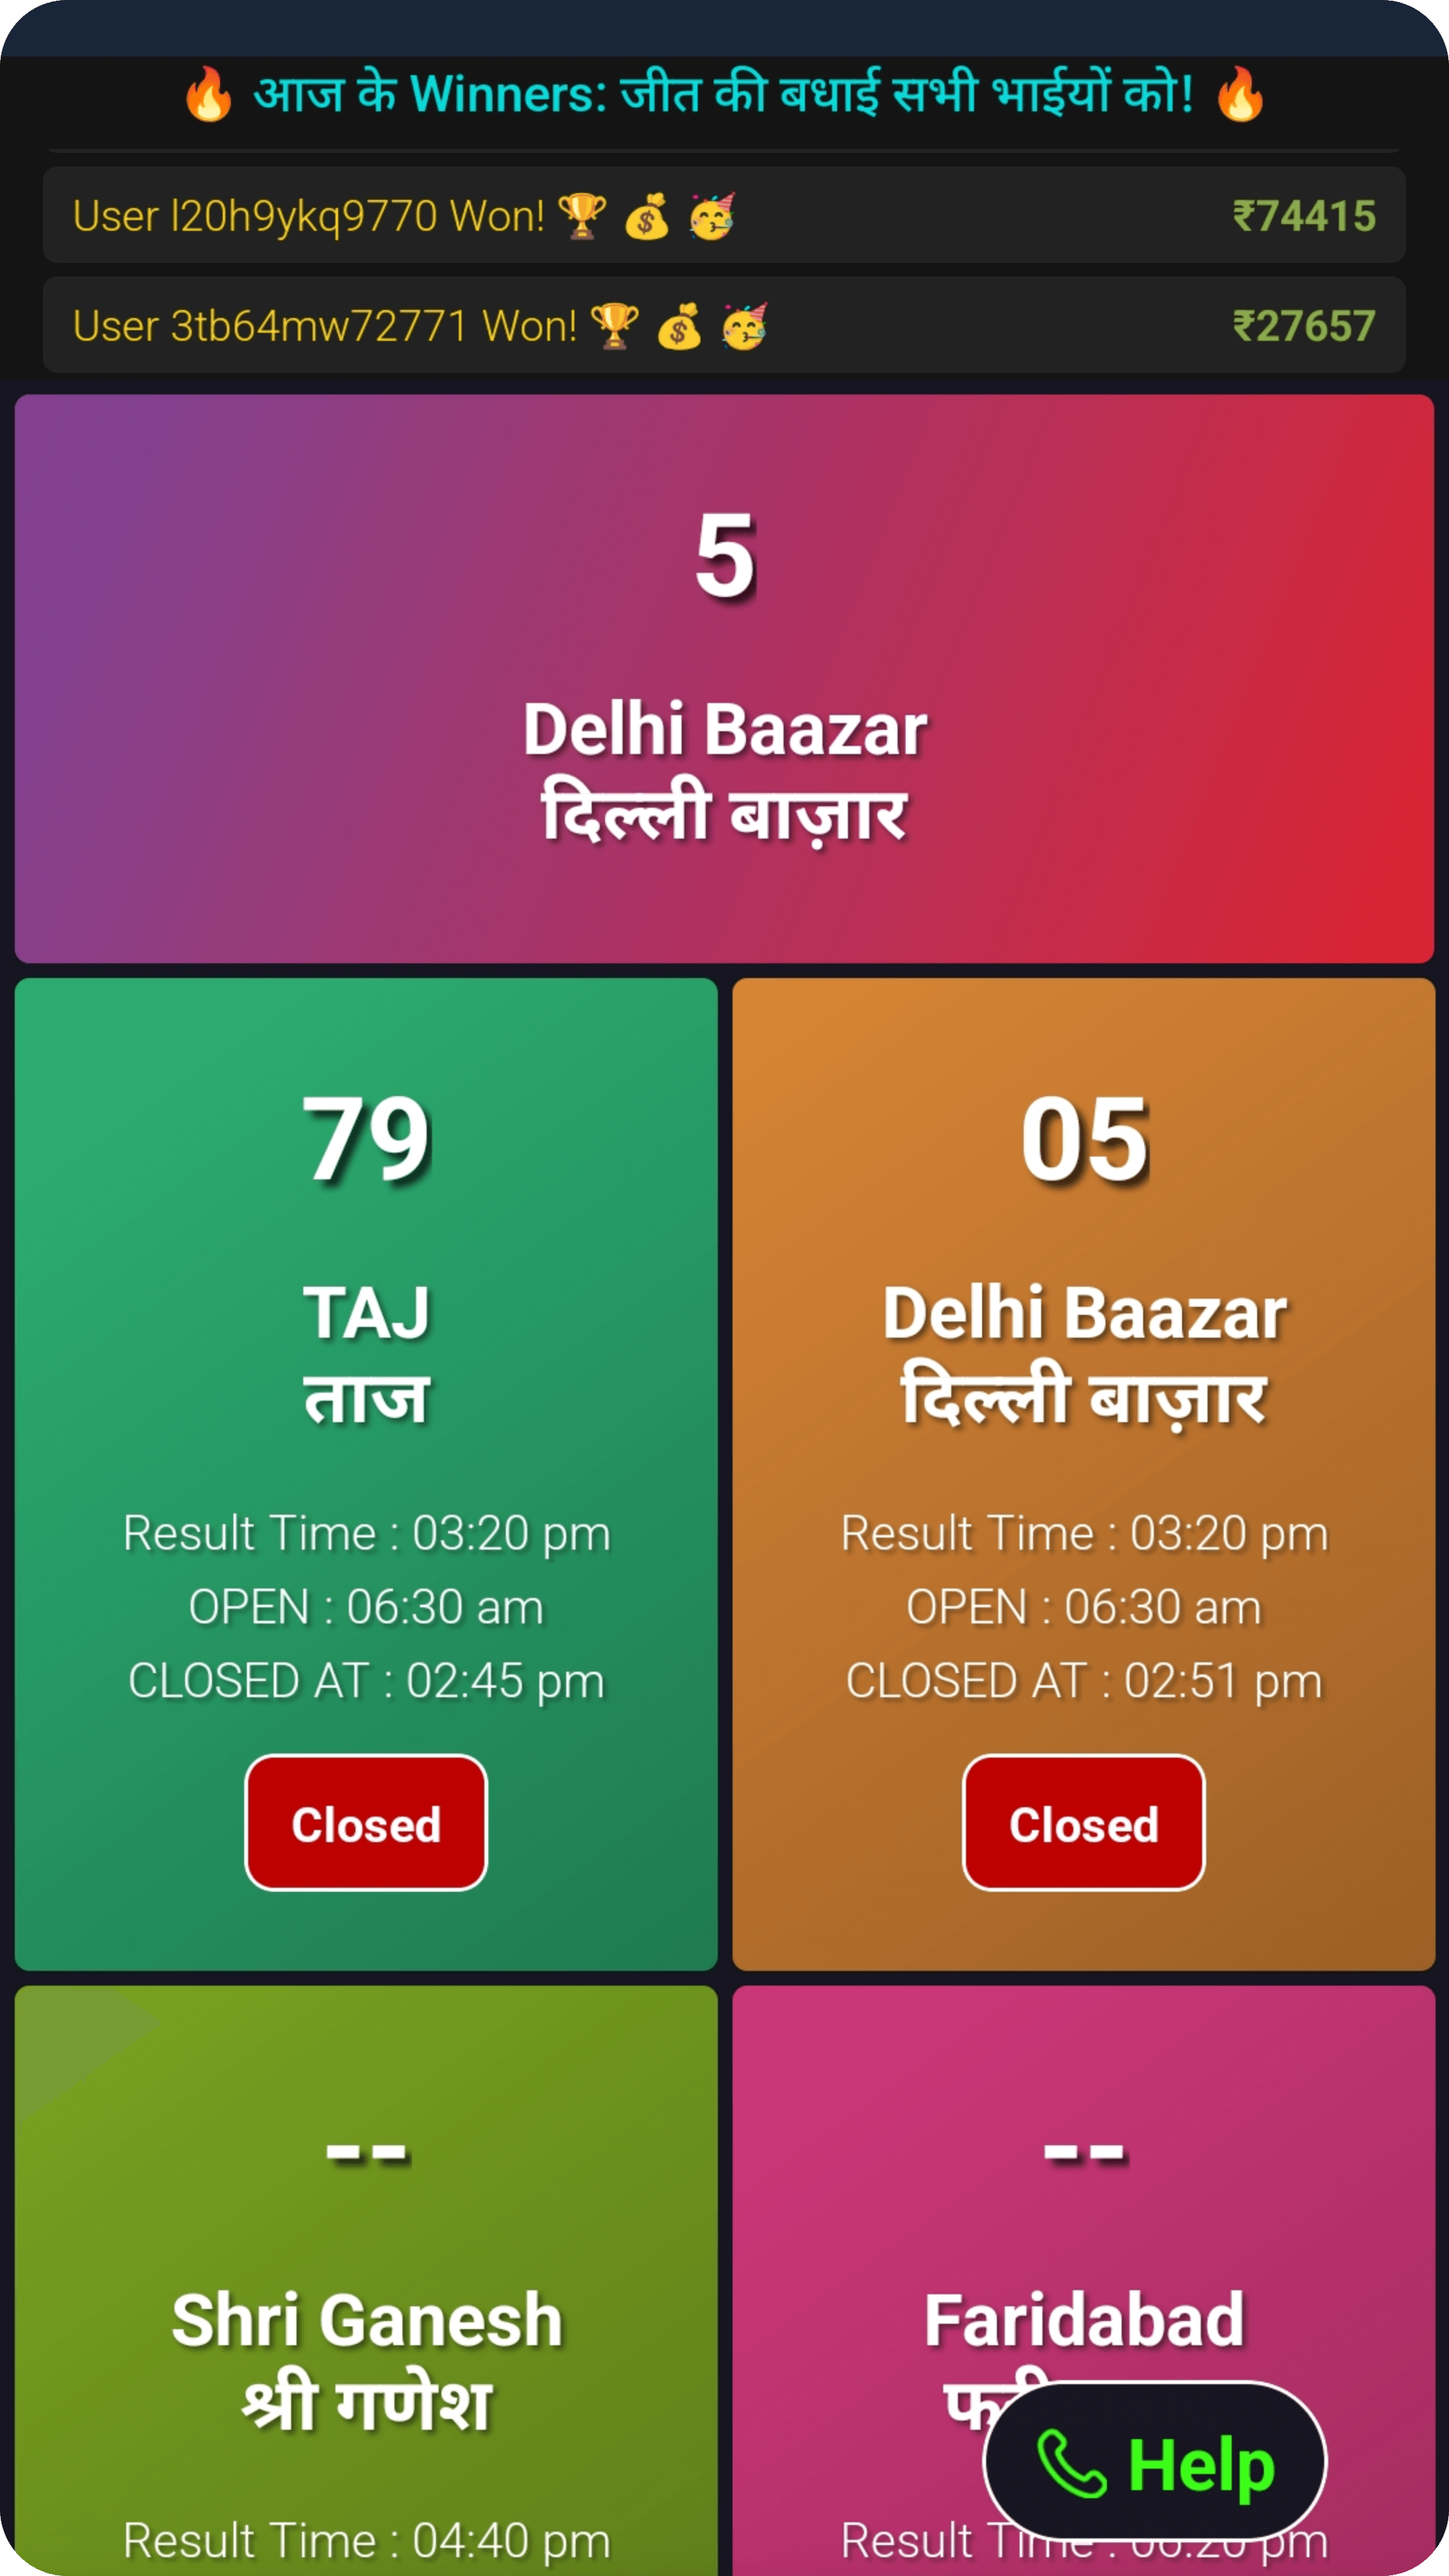 🔥 आज के Winners: जीत की बधाई सभी भाईयों को! 🔥
User l20h9ykq9770 Won! 🏆 💰 🥳 ₹74415
User 3tb64mw72771 Won! 🏆 💰 🥳 ₹27657
5
Delhi Baazar
दिल्ली बाज़ार
79
TAJ
ताज
Result Time : 03:20 pm
OPEN : 06:30 am
CLOSED AT : 02:45 pm
Closed
05
Delhi Baazar
दिल्ली बाज़ार
Result Time : 03:20 pm
OPEN : 06:30 am
CLOSED AT : 02:51 pm
Closed
--
Shri Ganesh
श्री गणेश
Result Time : 04:40 pm
--
Faridabad
Result Time : pm
Help